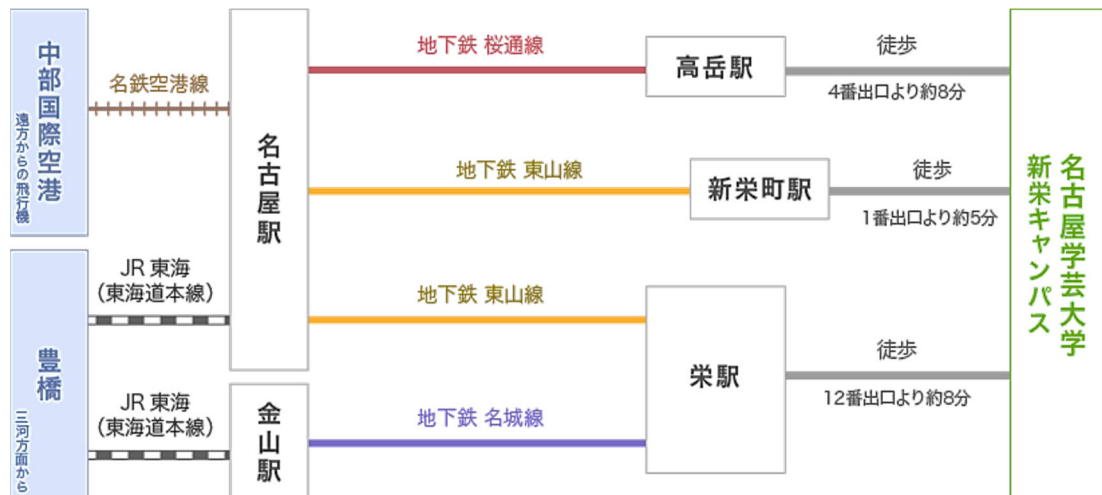 中部国際空港
遠方からの飛行機
名鉄空港線
名古屋駅
地下鉄 桜通線
高岳駅
徒歩
4番出口より約8分
地下鉄 東山線
新栄町駅
徒歩
1番出口より約5分
豊橋
三河方面から
JR 東海
(東海道本線)
JR 東海
(東海道本線)
金山駅
地下鉄 東山線
地下鉄 名城線
栄駅
徒歩
12番出口より約8分
名古屋学芸大学
新栄キャンパス